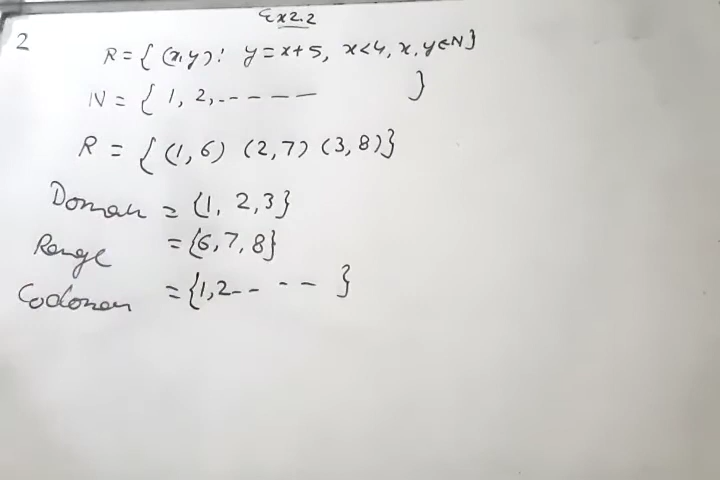 Ex2.2
2
R = { (x,y): y = x+5, x<4, x, y∈N}
N = { 1, 2, ------ }
R = { (1, 6) (2,7) (3, 8)}
Domain = {1, 2,3}
Range = {6,7, 8}
Codomain = {1,2-- -- }